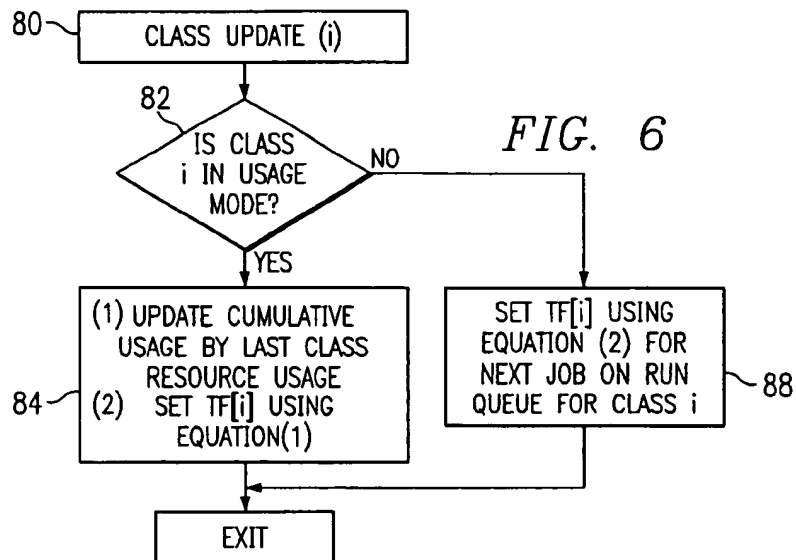 80
CLASS UPDATE (i)
82
IS CLASS
i IN USAGE
MODE?
NO
FIG. 6
YES
(1) UPDATE CUMULATIVE
USAGE BY LAST CLASS
RESOURCE USAGE
(2) SET TF[i] USING
EQUATION(1)
84
SET TF[i] USING
EQUATION (2) FOR
NEXT JOB ON RUN
QUEUE FOR CLASS i
88
EXIT